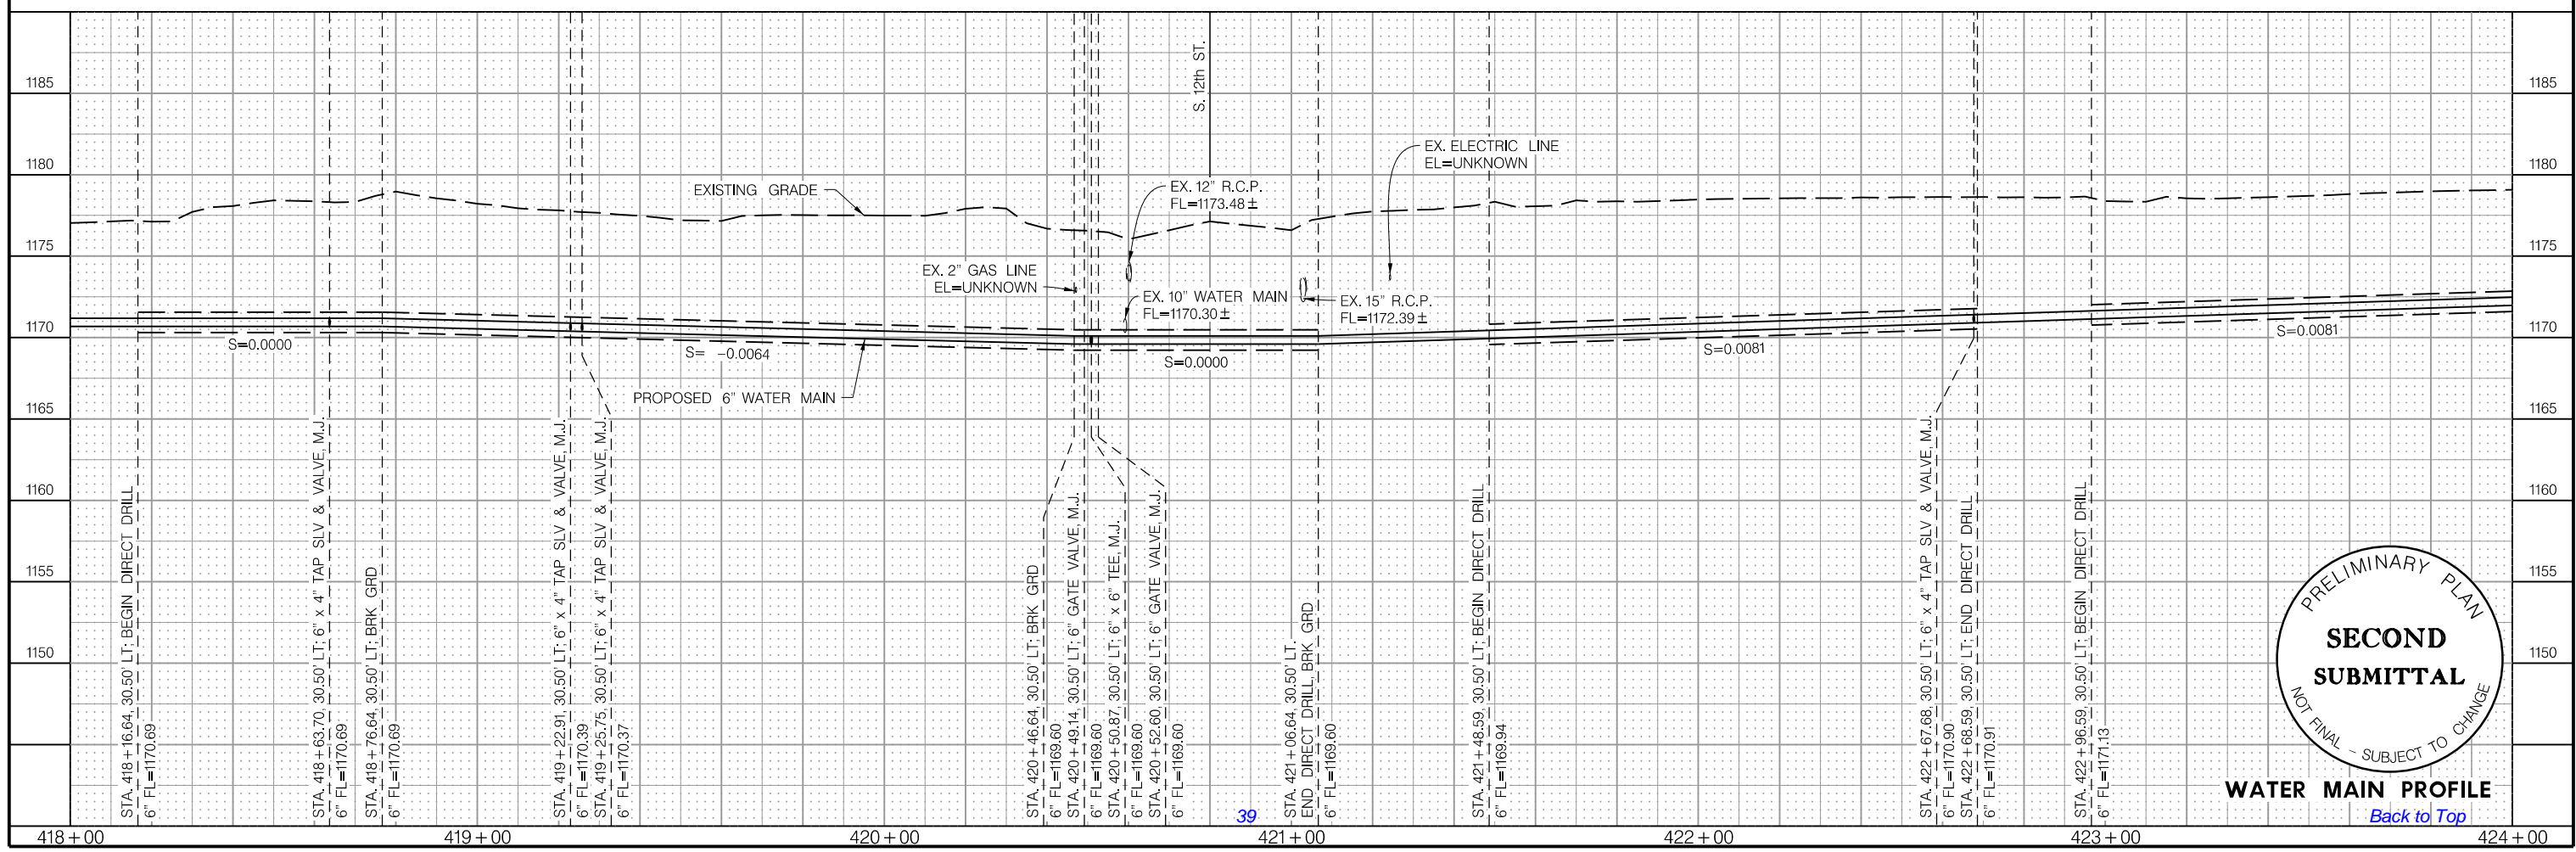 S. 12th ST.
1185
1185
1180
1180
1175
1175
1170
1170
1165
1165
1160
1160
1155
1155
1150
1150
EXISTING GRADE
EX. 12" R.C.P.
FL=1173.48±
EX. ELECTRIC LINE
EL=UNKNOWN
EX. 2" GAS LINE
EL=UNKNOWN
EX. 10" WATER MAIN
FL=1170.30±
EX. 15" R.C.P.
FL=1172.39±
S=0.0000
S= -0.0064
S=0.0000
S=0.0081
S=0.0081
PROPOSED 6" WATER MAIN
STA. 418+16.64, 30.50' LT; BEGIN DIRECT DRILL
6" FL=1170.69
STA. 418+63.70, 30.50' LT; 6" x 4" TAP SLV & VALVE, M.J.
6" FL=1170.69
STA. 418+76.64, 30.50' LT; BRK GRD
6" FL=1170.69
STA. 419+22.91, 30.50' LT; 6" x 4" TAP SLV & VALVE, M.J.
6" FL=1170.39
STA. 419+25.75, 30.50' LT; 6" x 4" TAP SLV & VALVE, M.J.
6" FL=1170.37
STA. 420+46.64, 30.50' LT; BRK GRD
6" FL=1169.60
STA. 420+49.14, 30.50' LT; 6" GATE VALVE, M.J.
6" FL=1169.60
STA. 420+50.87, 30.50' LT; 6" x 6" TEE, M.J.
6" FL=1169.60
STA. 420+52.60, 30.50' LT; 6" GATE VALVE, M.J.
6" FL=1169.60
STA. 421+06.64, 30.50' LT.
END DIRECT DRILL, BRK GRD
6" FL=1169.60
STA. 421+48.59, 30.50' LT; BEGIN DIRECT DRILL
6" FL=1169.94
STA. 422+67.68, 30.50' LT; 6" x 4" TAP SLV & VALVE, M.J.
6" FL=1170.90
STA. 422+68.59, 30.50' LT; END DIRECT DRILL
6" FL=1170.91
STA. 422+96.59, 30.50' LT; BEGIN DIRECT DRILL
6" FL=1171.13
PRELIMINARY PLAN
SECOND
SUBMITTAL
NOT FINAL - SUBJECT TO CHANGE
WATER MAIN PROFILE
39
Back to Top
418+00
419+00
420+00
421+00
422+00
423+00
424+00